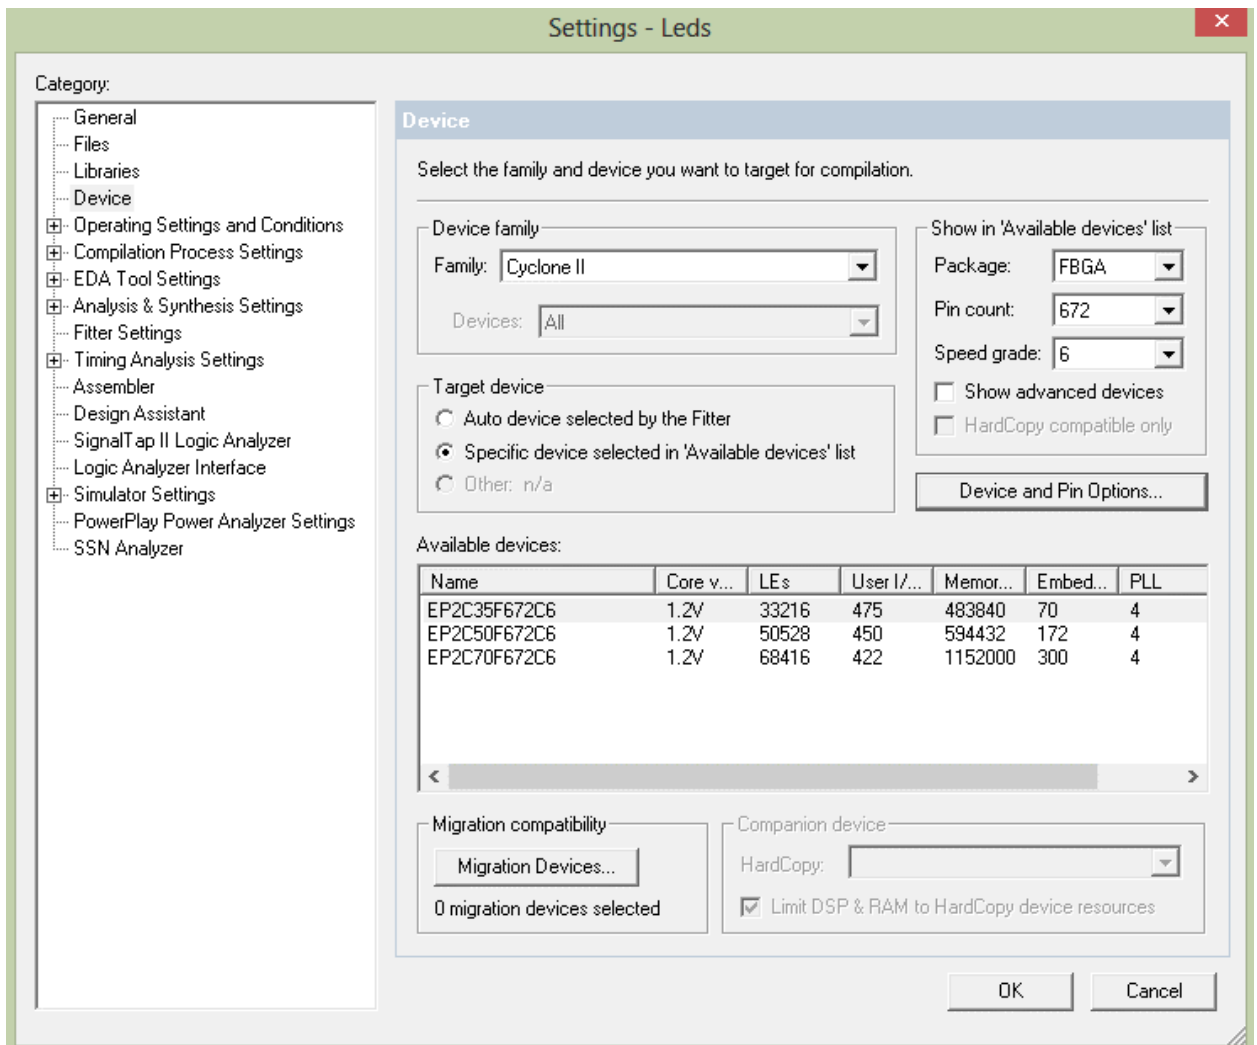 Settings - Leds
Category:
General
Files
Libraries
Device
Operating Settings and Conditions
Compilation Process Settings
EDA Tool Settings
Analysis & Synthesis Settings
Fitter Settings
Timing Analysis Settings
Assembler
Design Assistant
SignalTap II Logic Analyzer
Logic Analyzer Interface
Simulator Settings
PowerPlay Power Analyzer Settings
SSN Analyzer
Device
Select the family and device you want to target for compilation.
Device family
Family: Cyclone II
Devices: All
Target device
Auto device selected by the Fitter
Specific device selected in 'Available devices' list
Other: n/a
Show in 'Available devices' list
Package: FBGA
Pin count: 672
Speed grade: 6
Show advanced devices
HardCopy compatible only
Device and Pin Options...
Available devices:
Name Core v... LEs User I/... Memor... Embed... PLL
EP2C35F672C6 1.2V 33216 475 483840 70 4
EP2C50F672C6 1.2V 50528 450 594432 172 4
EP2C70F672C6 1.2V 68416 422 1152000 300 4
Migration compatibility
Migration Devices...
0 migration devices selected
Companion device
HardCopy:
Limit DSP & RAM to HardCopy device resources
OK Cancel